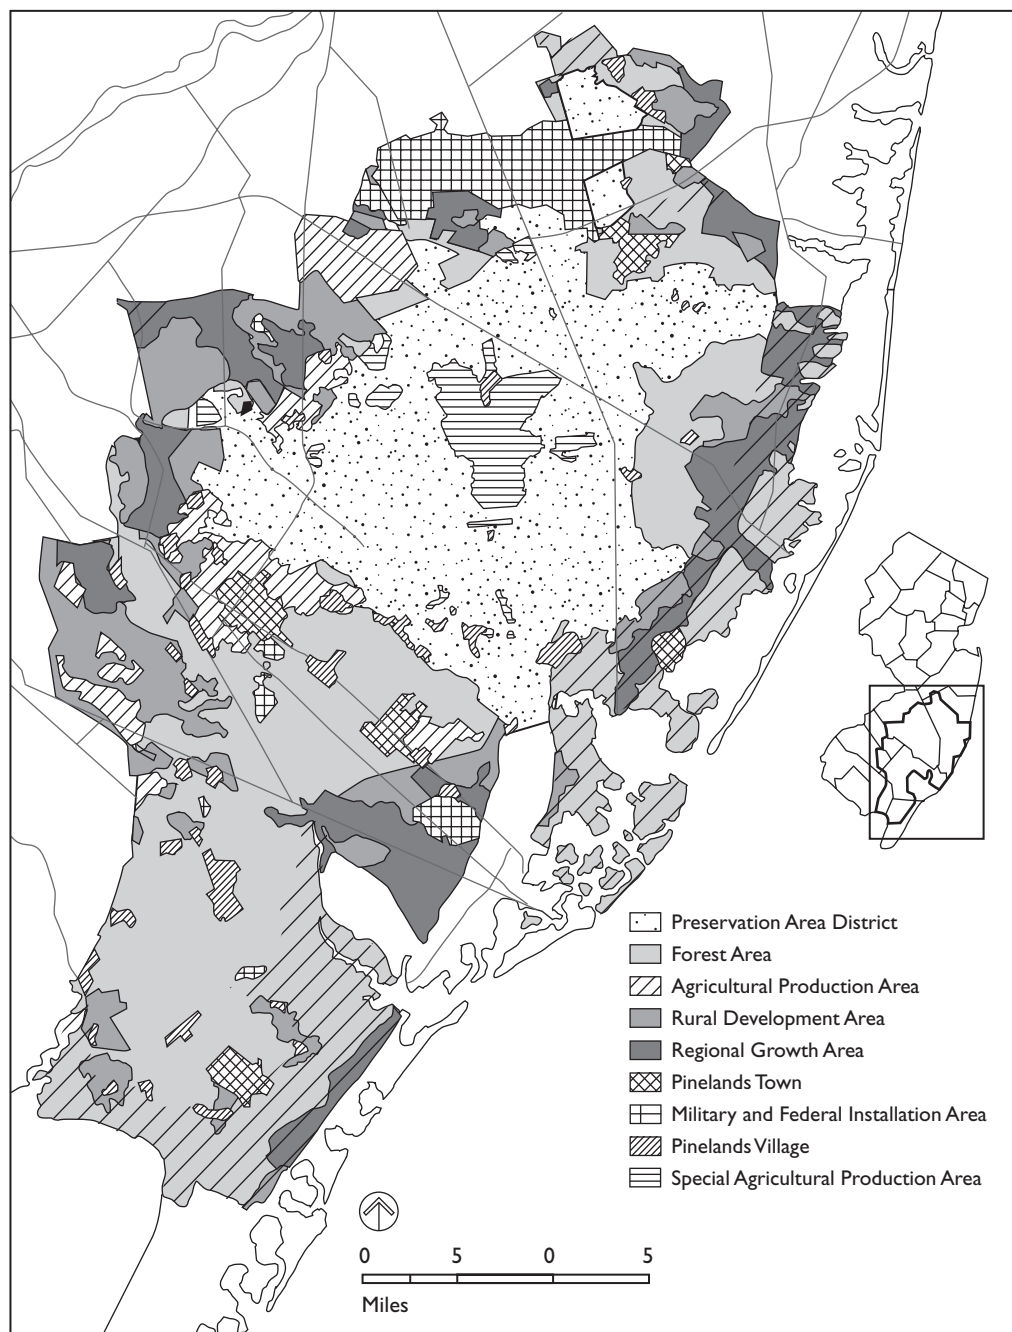 Preservation Area District
Forest Area
Agricultural Production Area
Rural Development Area
Regional Growth Area
Pinelands Town
Military and Federal Installation Area
Pinelands Village
Special Agricultural Production Area
0 5 0 5
Miles